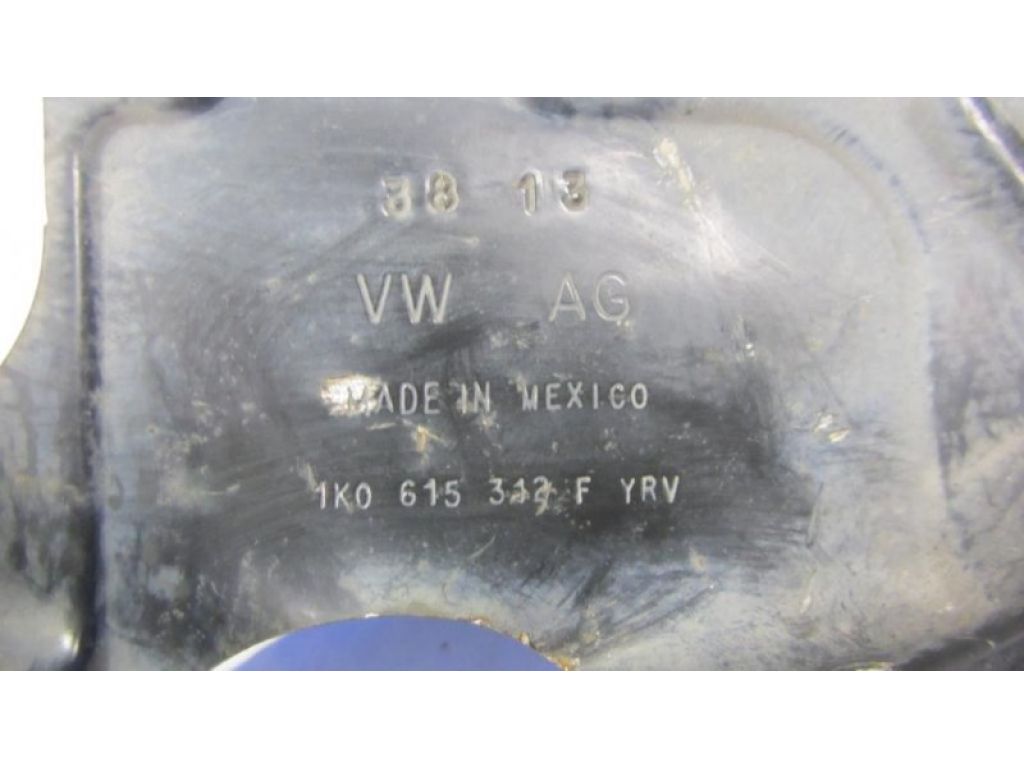 38 13
VW AG
MADE IN MEXICO
1K0 615 312 F YRV